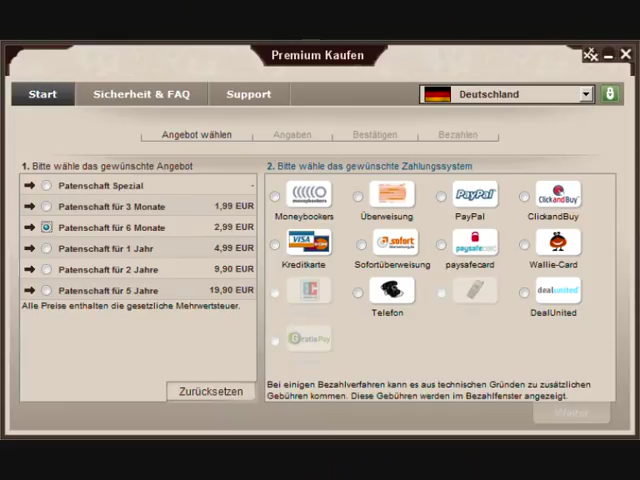 Premium Kaufen
Start
Sicherheit & FAQ
Support
Deutschland
Angebot wählen
Angaben
Bestätigen
Bezahlen
1. Bitte wähle das gewünschte Angebot
Patenschaft Spezial -
Patenschaft für 3 Monate 1,99 EUR
Patenschaft für 6 Monate 2,99 EUR
Patenschaft für 1 Jahr 4,99 EUR
Patenschaft für 2 Jahre 9,90 EUR
Patenschaft für 5 Jahre 19,90 EUR
Alle Preise enthalten die gesetzliche Mehrwertsteuer.
Zurücksetzen
2. Bitte wähle das gewünschte Zahlungssystem
moneybookers
PayPal
ClickandBuy
Moneybookers
Überweisung
PayPal
ClickandBuy
VISA
sofort
paysafecard
Kreditkarte
Sofortüberweisung
paysafecard
Wallie-Card
dealunited
Telefon
DealUnited
GratisPay
Bei einigen Bezahlverfahren kann es aus technischen Gründen zu zusätzlichen
Gebühren kommen. Diese Gebühren werden im Bezahlfenster angezeigt.
Weiter